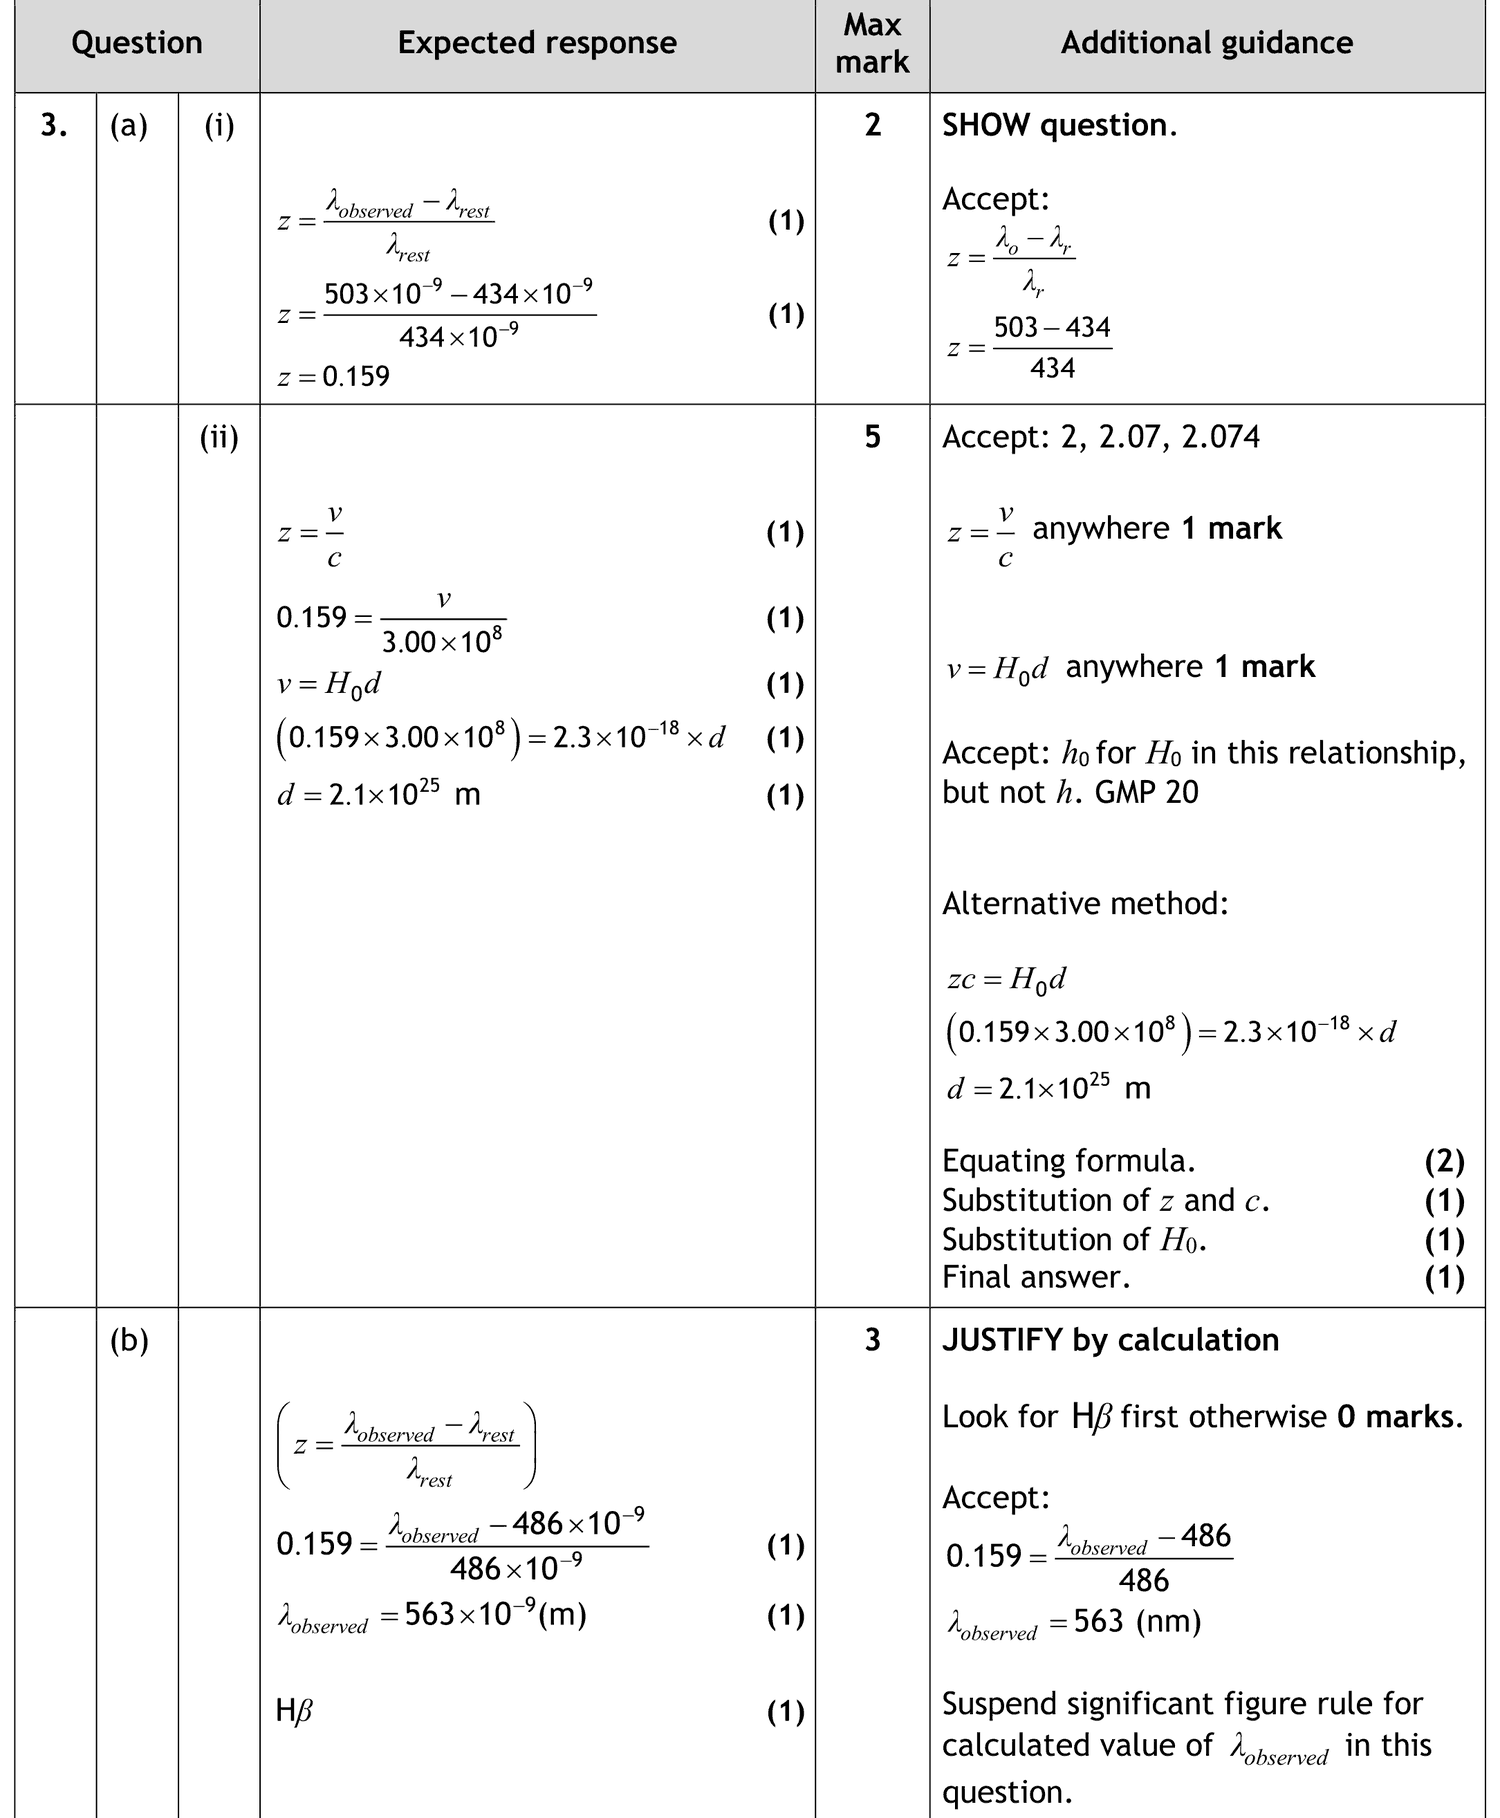 Question Expected response Max mark Additional guidance
3. (a) (i) 2 SHOW question.
z = (λobserved − λrest) / λrest (1)
z = (503×10⁻⁹ − 434×10⁻⁹) / (434×10⁻⁹) (1)
z = 0.159
Accept:
z = (λo − λr) / λr
z = (503 − 434) / 434
(ii) 5 Accept: 2, 2.07, 2.074
z = v / c (1)
0.159 = v / (3.00×10⁸) (1)
v = H₀d (1)
(0.159×3.00×10⁸) = 2.3×10⁻¹⁸ × d (1)
d = 2.1×10²⁵ m (1)
z = v / c anywhere 1 mark
v = H₀d anywhere 1 mark
Accept: h₀ for H₀ in this relationship,
but not h. GMP 20
Alternative method:
zc = H₀d
(0.159×3.00×10⁸) = 2.3×10⁻¹⁸ × d
d = 2.1×10²⁵ m
Equating formula. (2)
Substitution of z and c. (1)
Substitution of H₀. (1)
Final answer. (1)
(b) 3 JUSTIFY by calculation
(z = (λobserved − λrest) / λrest)
0.159 = (λobserved − 486×10⁻⁹) / (486×10⁻⁹) (1)
λobserved = 563×10⁻⁹(m) (1)
Hβ (1)
Look for Hβ first otherwise 0 marks.
Accept:
0.159 = (λobserved − 486) / 486
λobserved = 563 (nm)
Suspend significant figure rule for
calculated value of λobserved in this
question.